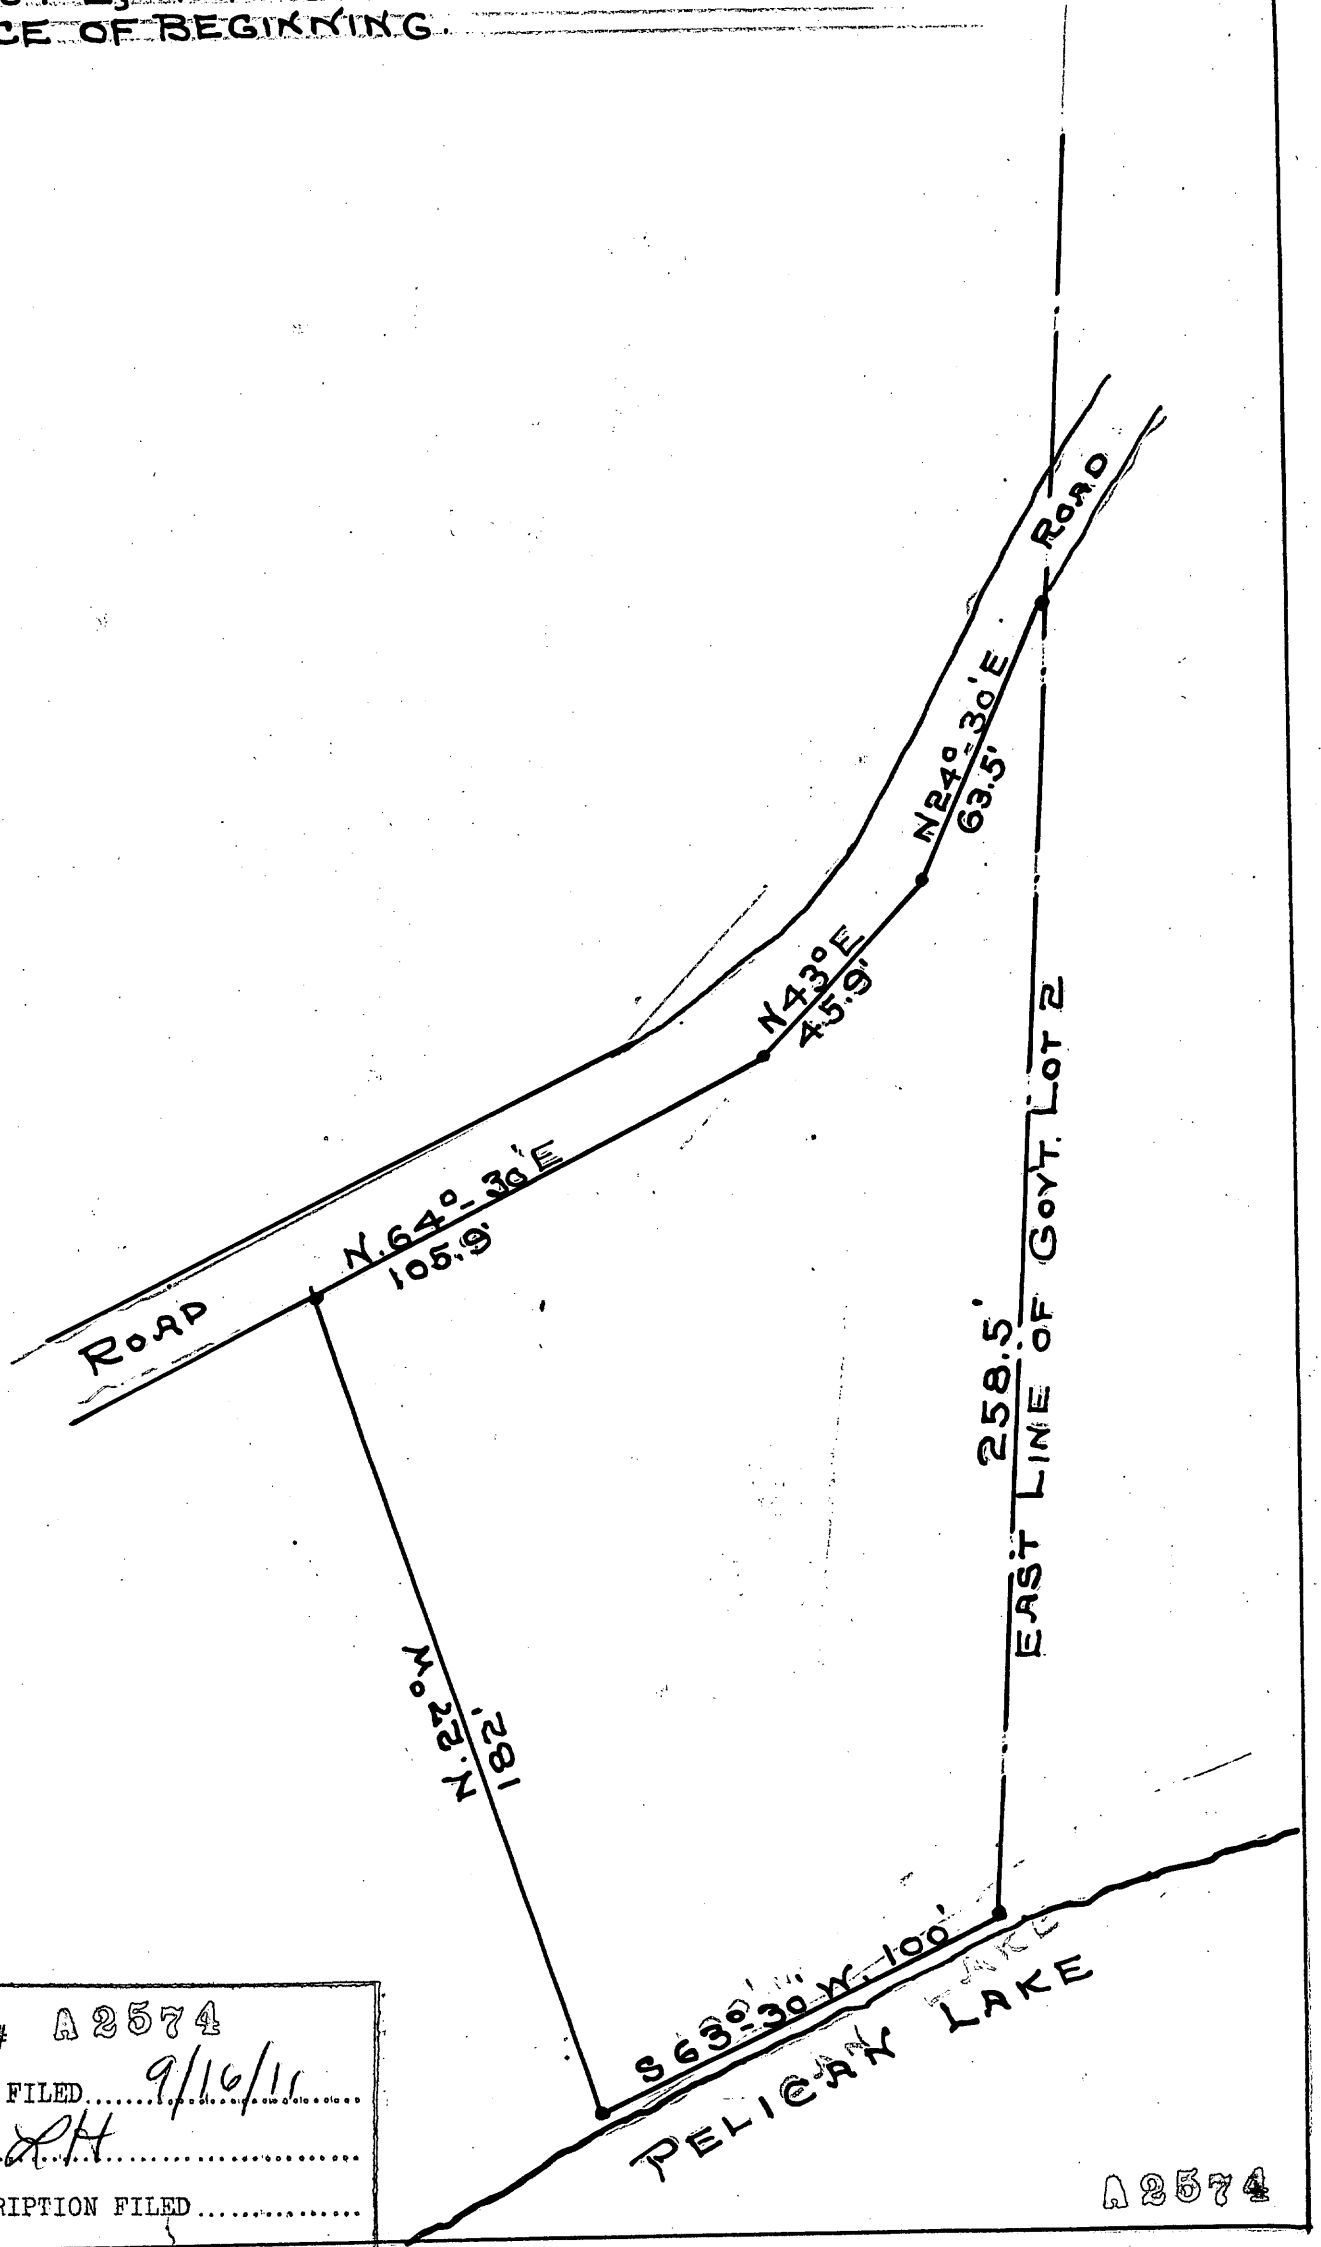 CE OF BEGINNING.
ROAD
N24°-30'E
63.5'
N43°E
45.9'
N.64°-30'E
105.9'
ROAD
258.5'
EAST LINE OF GOV'T. LOT 2
N.22°W
182'
S63°-30'W. 100'
PELICAN LAKE
# A2574
FILED 9/16/11
LH
RIPTION FILED
A2574